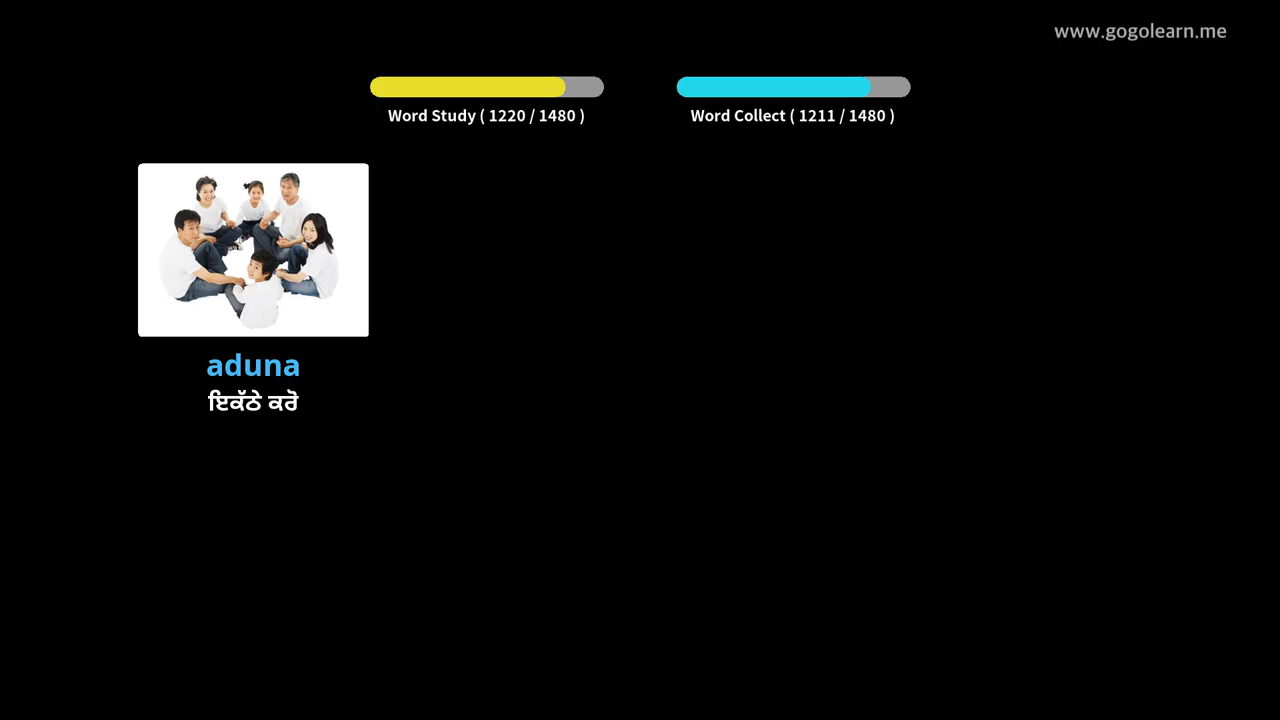 www.gogolearn.me
Word Study ( 1220 / 1480 )
Word Collect ( 1211 / 1480 )
aduna
ਇਕੱਠੇ ਕਰੋ